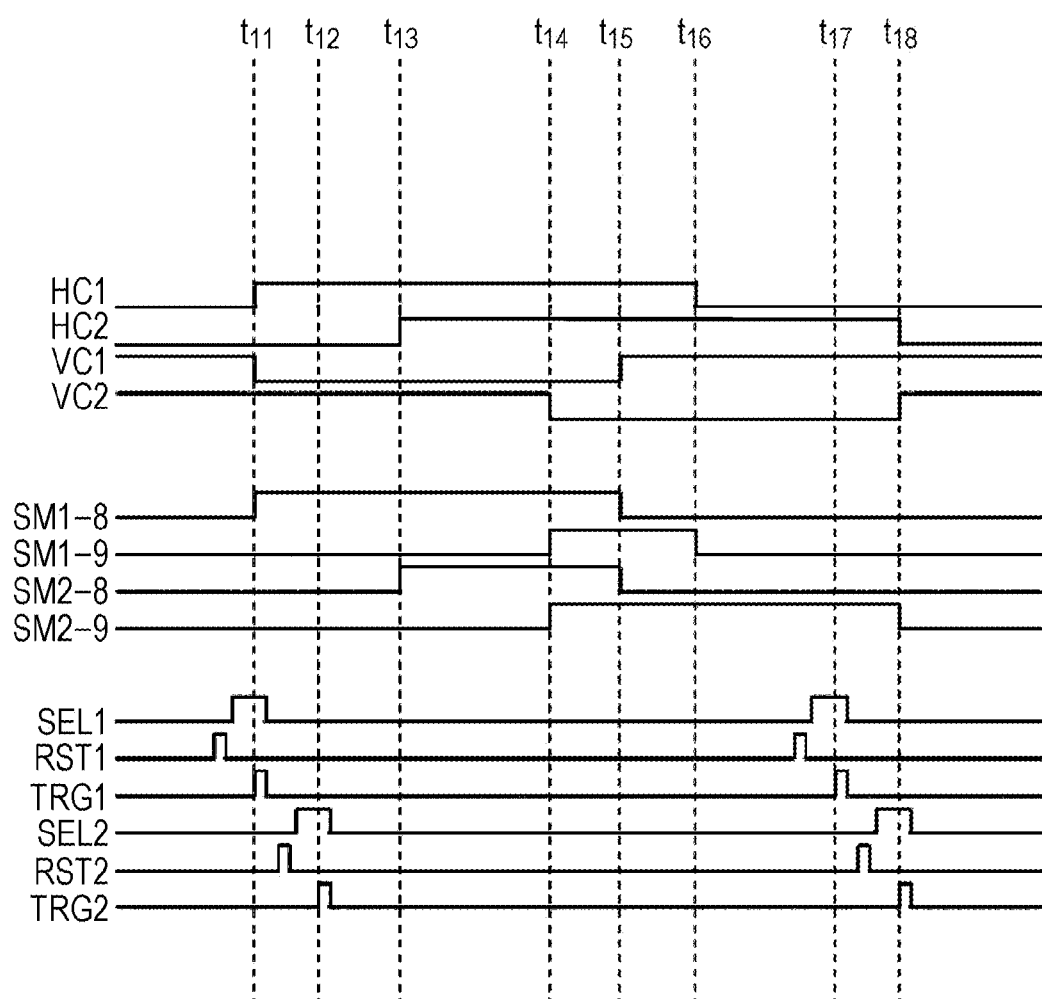 t11 t12 t13 t14 t15 t16 t17 t18
HC1
HC2
VC1
VC2
SM1-8
SM1-9
SM2-8
SM2-9
SEL1
RST1
TRG1
SEL2
RST2
TRG2